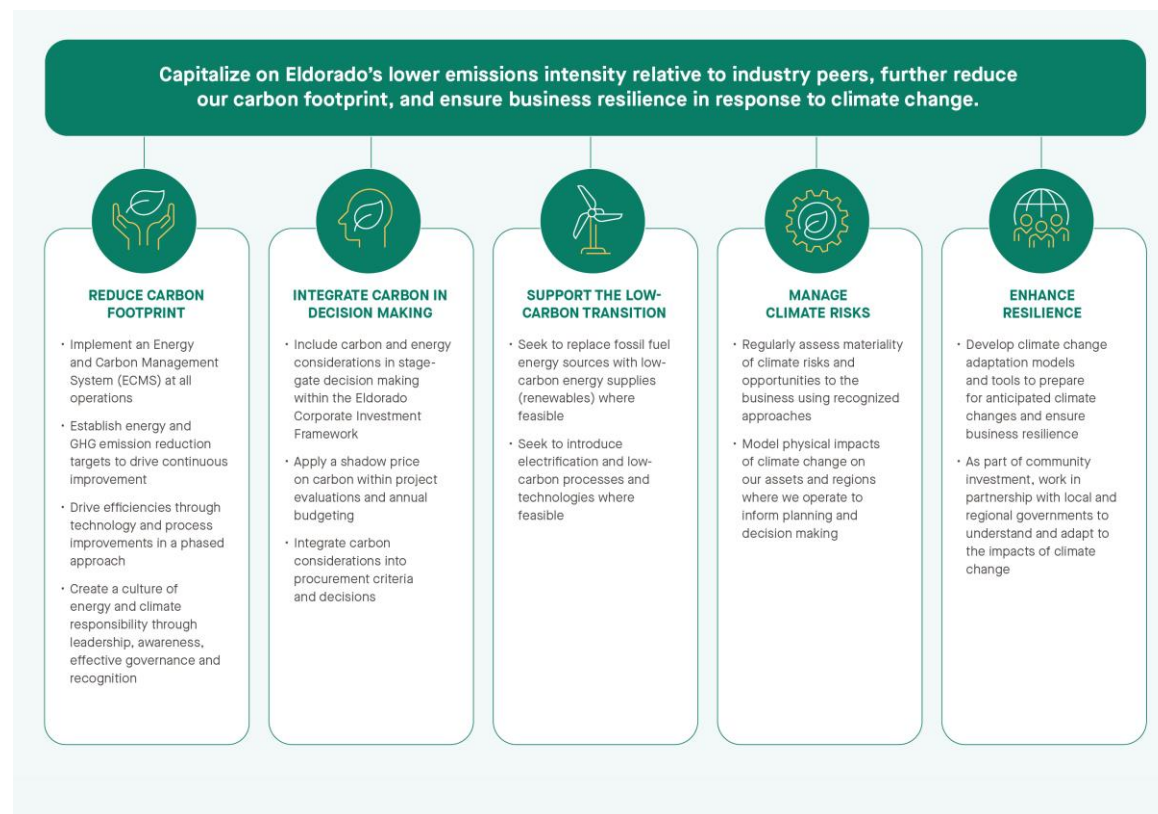 Capitalize on Eldorado's lower emissions intensity relative to industry peers, further reduce
our carbon footprint, and ensure business resilience in response to climate change.
REDUCE CARBON
FOOTPRINT
• Implement an Energy
and Carbon Management
System (ECMS) at all
operations
• Establish energy and
GHG emission reduction
targets to drive continuous
improvement
• Drive efficiencies through
technology and process
improvements in a phased
approach
• Create a culture of
energy and climate
responsibility through
leadership, awareness,
effective governance and
recognition
INTEGRATE CARBON IN
DECISION MAKING
• Include carbon and energy
considerations in stage-
gate decision making
within the Eldorado
Corporate Investment
Framework
• Apply a shadow price
on carbon within project
evaluations and annual
budgeting
• Integrate carbon
considerations into
procurement criteria
and decisions
SUPPORT THE LOW-
CARBON TRANSITION
• Seek to replace fossil fuel
energy sources with low-
carbon energy supplies
(renewables) where
feasible
• Seek to introduce
electrification and low-
carbon processes and
technologies where
feasible
MANAGE
CLIMATE RISKS
• Regularly assess materiality
of climate risks and
opportunities to the
business using recognized
approaches
• Model physical impacts
of climate change on
our assets and regions
where we operate to
inform planning and
decision making
ENHANCE
RESILIENCE
• Develop climate change
adaptation models
and tools to prepare
for anticipated climate
changes and ensure
business resilience
• As part of community
investment, work in
partnership with local and
regional governments to
understand and adapt to
the impacts of climate
change